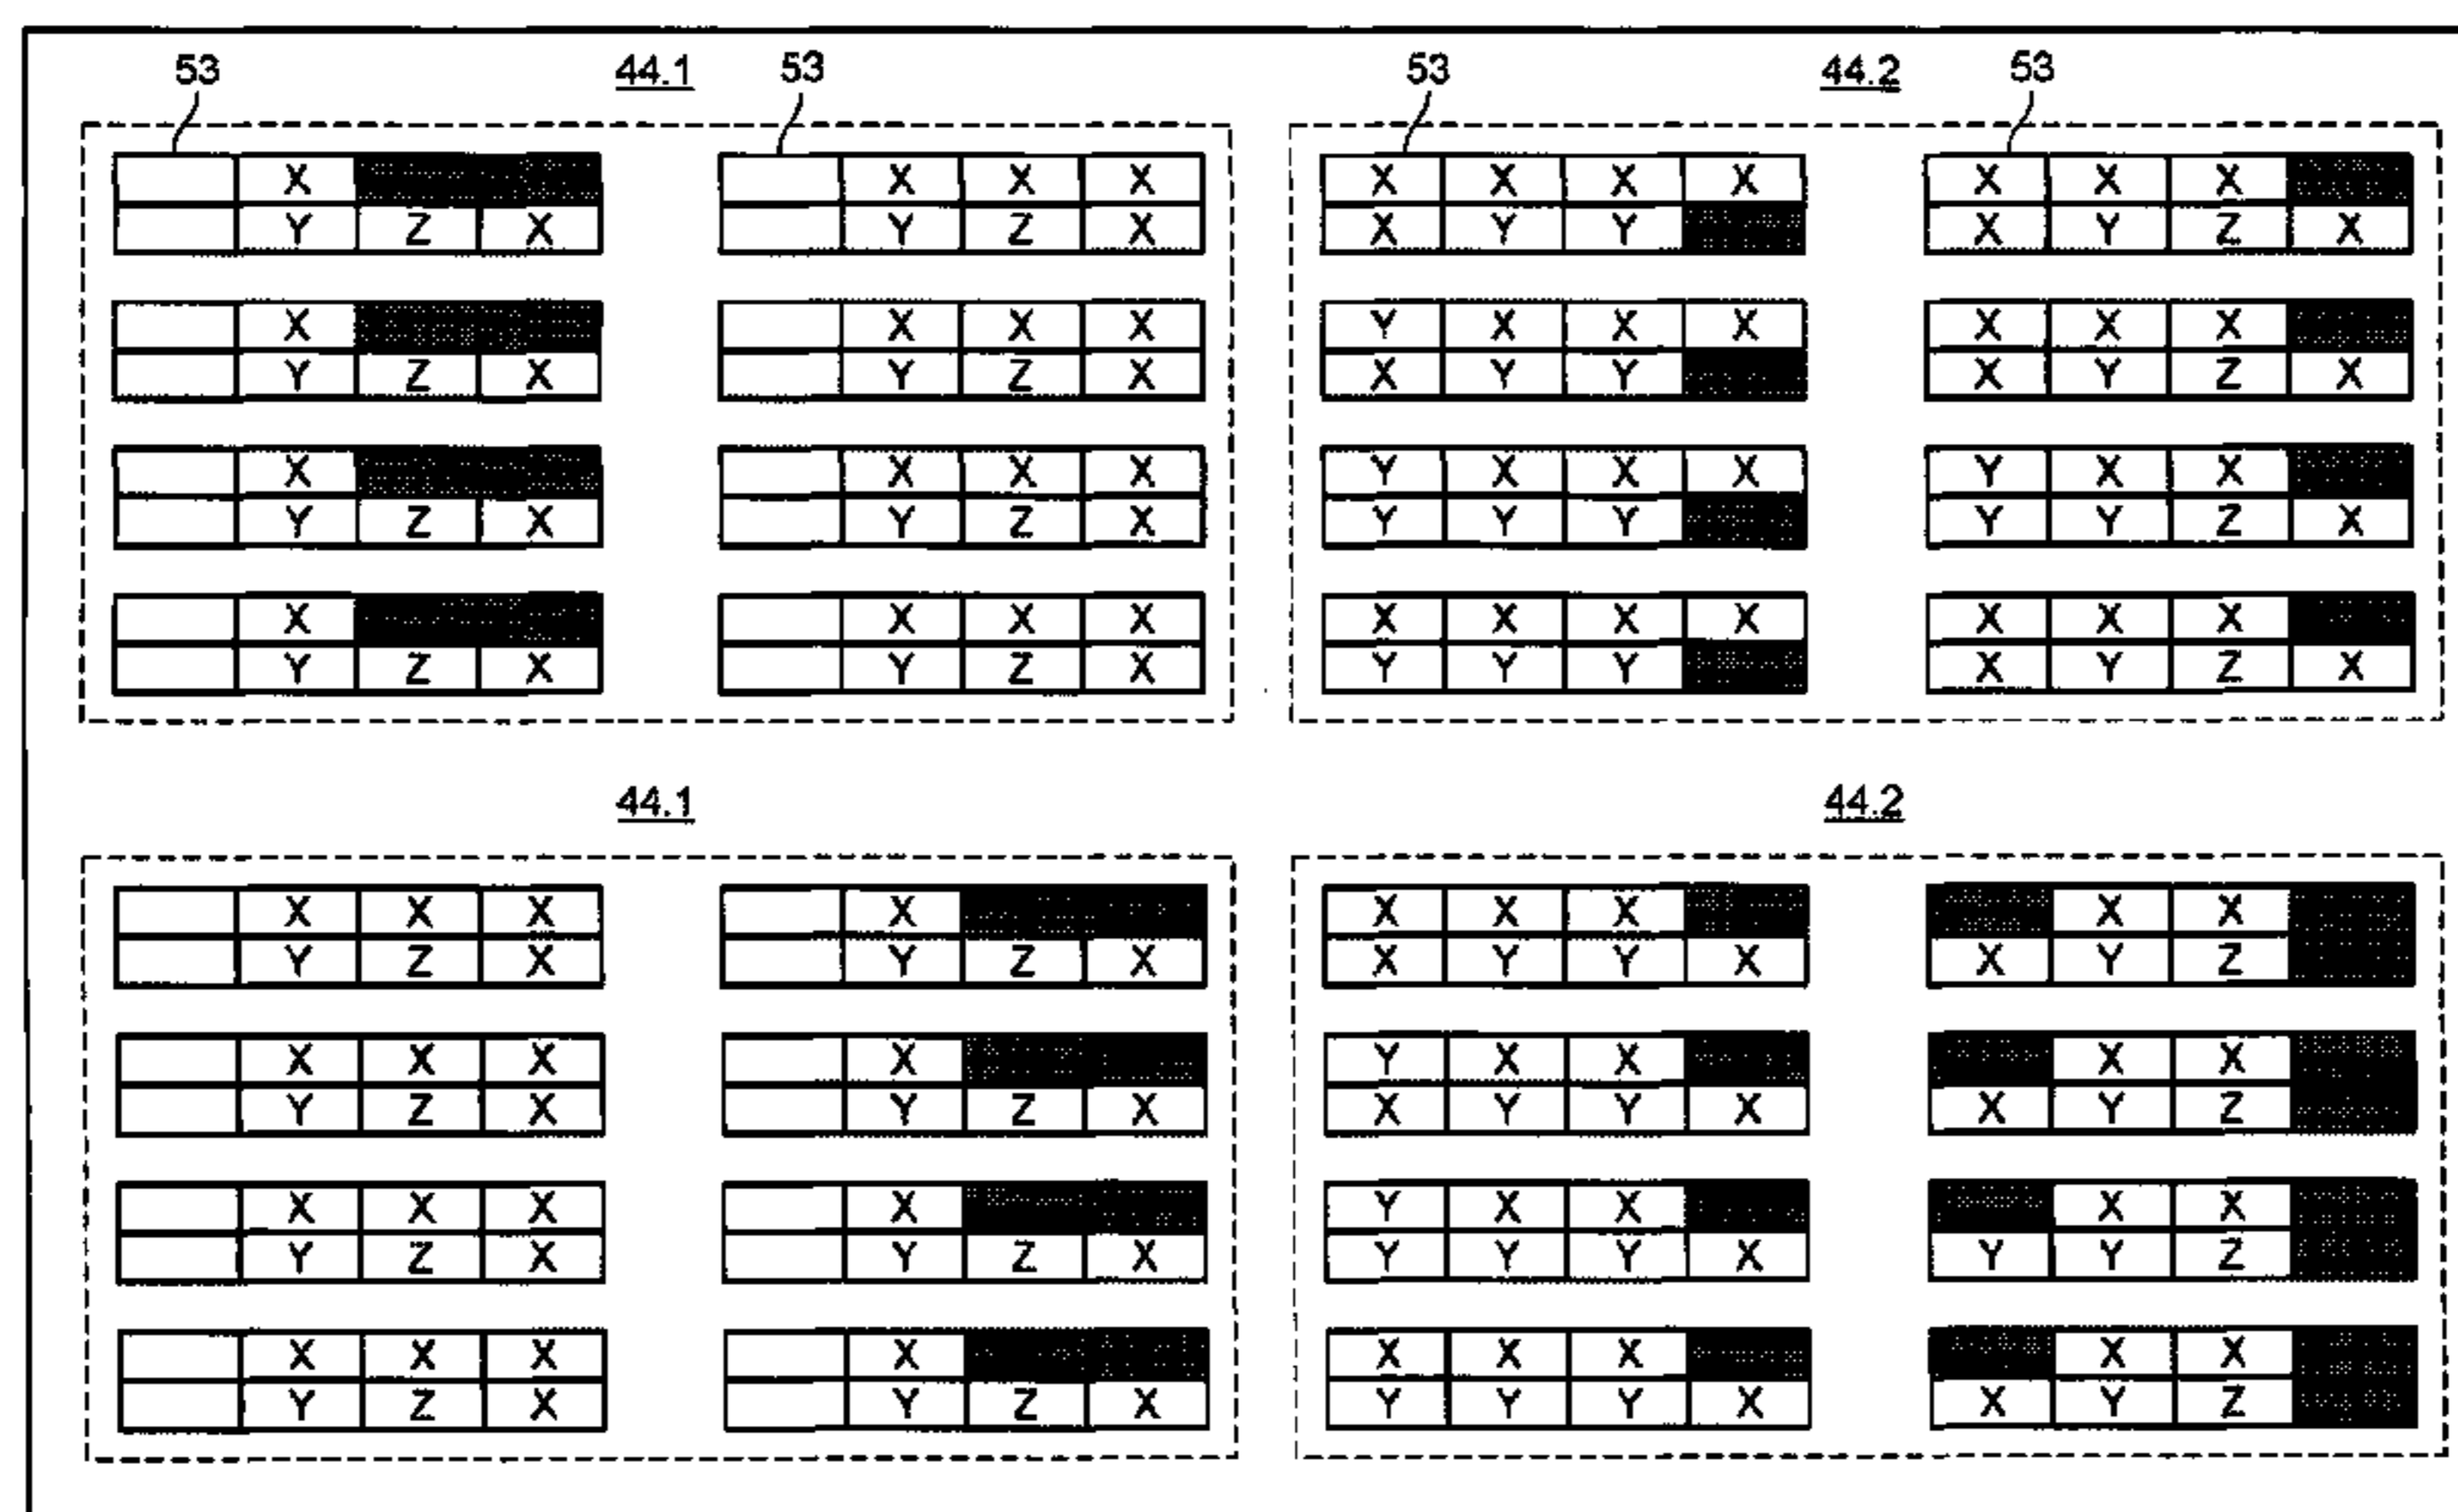 53 44.1 53 53 44.2 53
X X X X X X X X X X X
Y Z X Y Z X X Y Y X Y Z X
X X X X Y X X X X X X
Y Z X Y Z X X Y Y X Y Z X
X X X X Y X X X Y X X
Y Z X Y Z X Y Y Y Y Y Z X
X X X X X X X X X X X
Y Z X Y Z X Y Y Y X Y Z X
44.1 44.2
X X X X X X X X X
Y Z X Y Z X X Y Y X X Y Z
X X X X Y X X X X
Y Z X Y Z X X Y Y X X Y Z
X X X X Y X X X X
Y Z X Y Z X Y Y Y X Y Y Z
X X X X X X X X X
Y Z X Y Z X Y Y Y X X Y Z